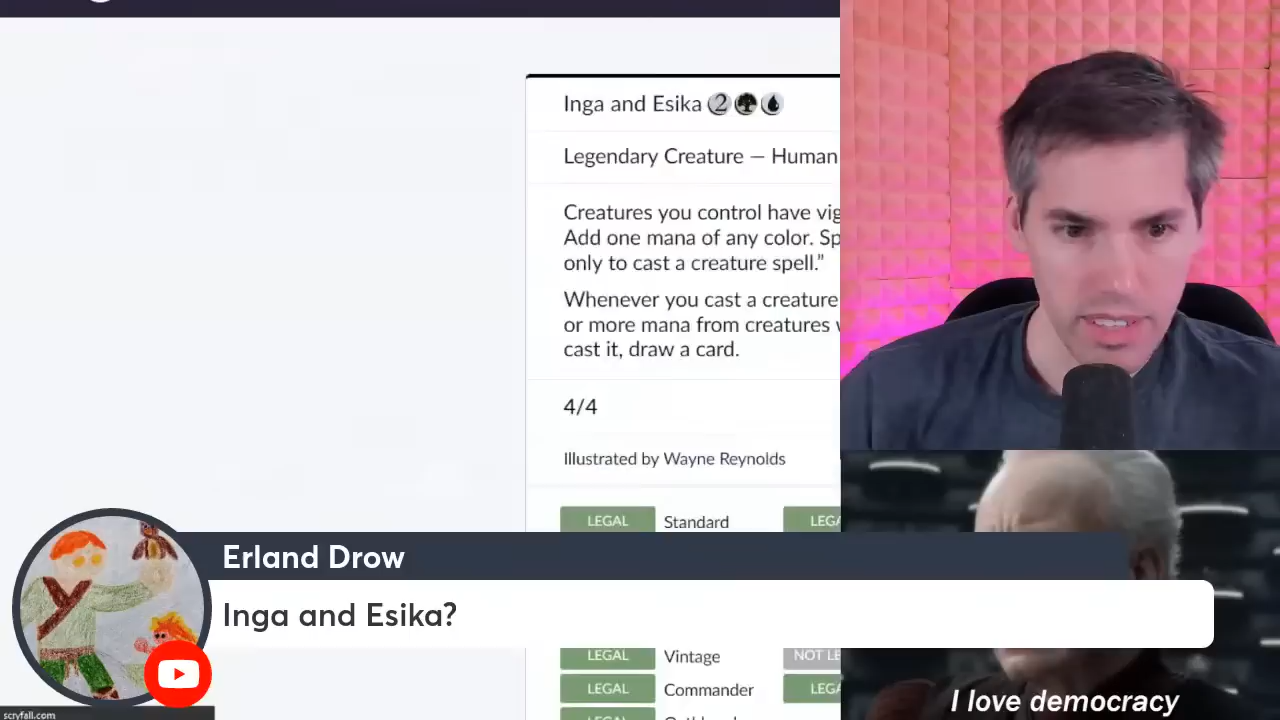 Inga and Esika 2
Legendary Creature — Human
Creatures you control have vig
Add one mana of any color. Sp
only to cast a creature spell.”
Whenever you cast a creature
or more mana from creatures
cast it, draw a card.
4/4
Illustrated by Wayne Reynolds
LEGAL Standard LEGA
Erland Drow
Inga and Esika?
LEGAL Vintage NOT LE
LEGAL Commander LEGA
I love democracy
scryfall.com